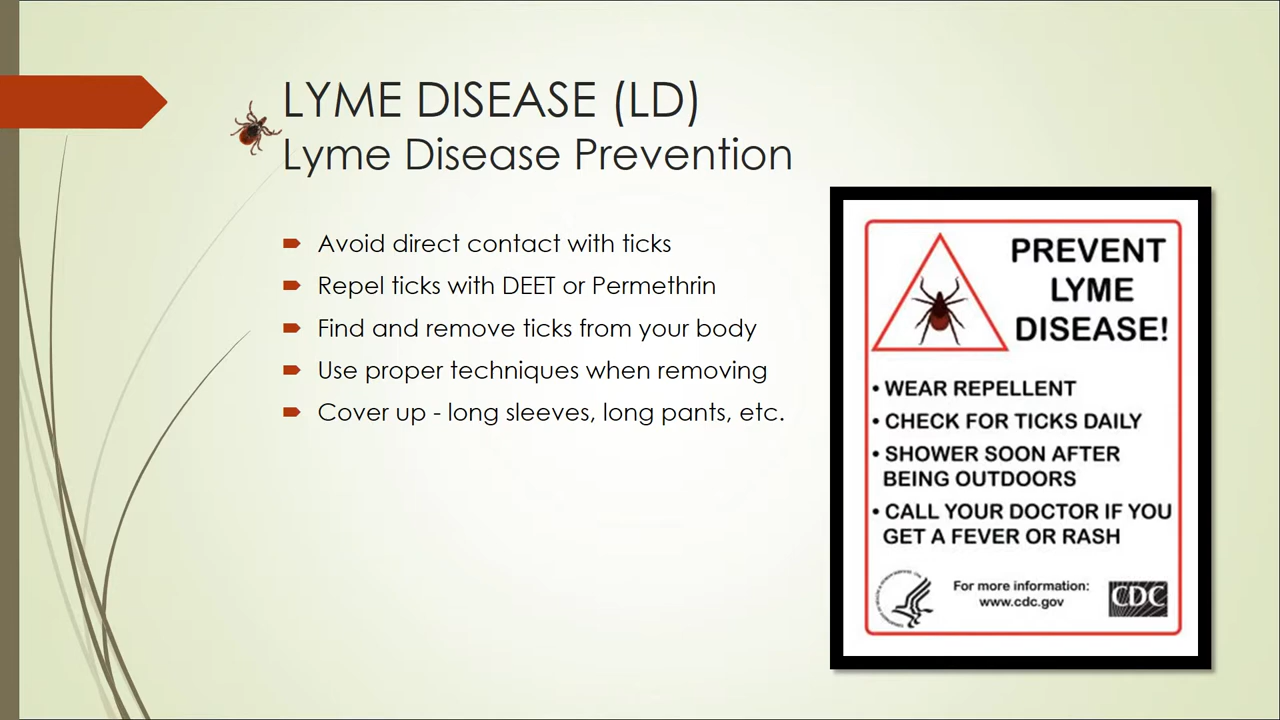 LYME DISEASE (LD)
Lyme Disease Prevention
Avoid direct contact with ticks
Repel ticks with DEET or Permethrin
Find and remove ticks from your body
Use proper techniques when removing
Cover up - long sleeves, long pants, etc.
PREVENT
LYME
DISEASE!
• WEAR REPELLENT
• CHECK FOR TICKS DAILY
• SHOWER SOON AFTER
BEING OUTDOORS
• CALL YOUR DOCTOR IF YOU
GET A FEVER OR RASH
For more information:
www.cdc.gov
CDC